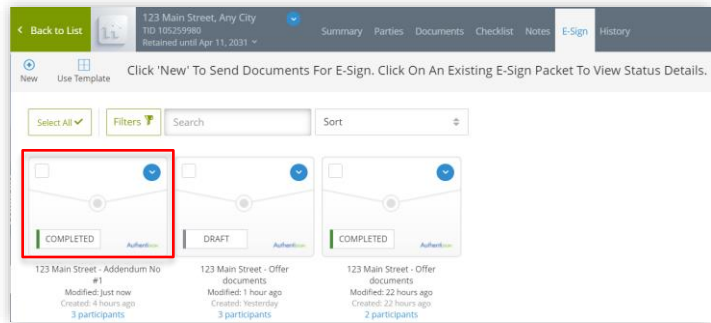 Back to List
123 Main Street, Any City
TID 105259980
Retained until Apr 11, 2031
Summary Parties Documents Checklist Notes E-Sign History
New Use Template Click 'New' To Send Documents For E-Sign. Click On An Existing E-Sign Packet To View Status Details.
Select All Filters Search Sort
COMPLETED DRAFT COMPLETED
123 Main Street - Addendum No
#1
Modified: Just now
Created: 4 hours ago
3 participants
123 Main Street - Offer
documents
Modified: 1 hour ago
Created: Yesterday
3 participants
123 Main Street - Offer
documents
Modified: 22 hours ago
Created: 22 hours ago
2 participants